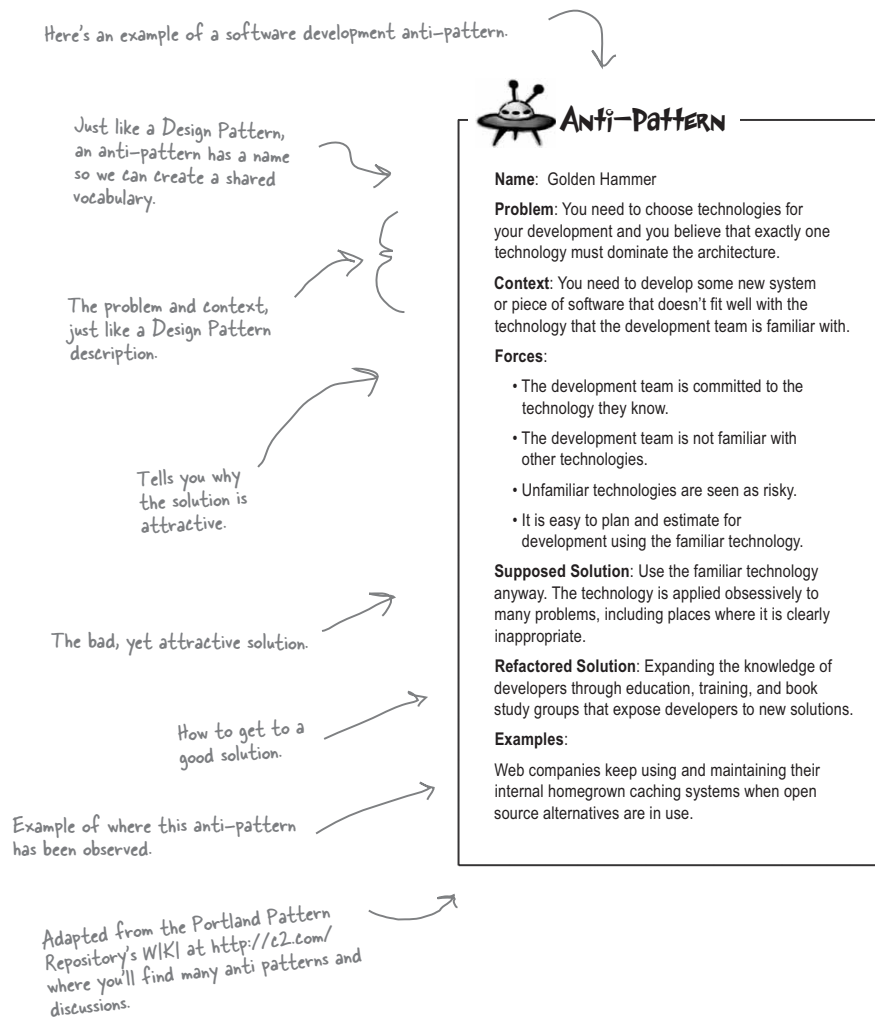 Here's an example of a software development anti-pattern.
Just like a Design Pattern,
an anti-pattern has a name
so we can create a shared
vocabulary.
The problem and context,
just like a Design Pattern
description.
Tells you why
the solution is
attractive.
The bad, yet attractive solution.
How to get to a
good solution.
Example of where this anti-pattern
has been observed.
Adapted from the Portland Pattern
Repository's WIKI at http://c2.com/
where you'll find many anti patterns and
discussions.
Anti-Pattern
Name: Golden Hammer
Problem: You need to choose technologies for
your development and you believe that exactly one
technology must dominate the architecture.
Context: You need to develop some new system
or piece of software that doesn't fit well with the
technology that the development team is familiar with.
Forces:
• The development team is committed to the
technology they know.
• The development team is not familiar with
other technologies.
• Unfamiliar technologies are seen as risky.
• It is easy to plan and estimate for
development using the familiar technology.
Supposed Solution: Use the familiar technology
anyway. The technology is applied obsessively to
many problems, including places where it is clearly
inappropriate.
Refactored Solution: Expanding the knowledge of
developers through education, training, and book
study groups that expose developers to new solutions.
Examples:
Web companies keep using and maintaining their
internal homegrown caching systems when open
source alternatives are in use.